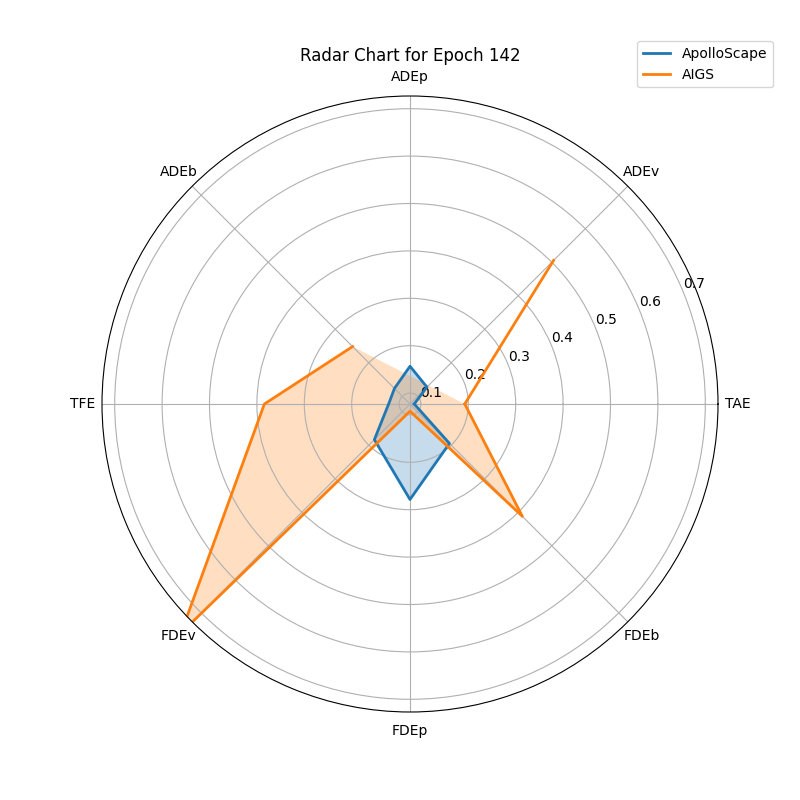 Radar Chart for Epoch 142
ApolloScape
AIGS
ADEp
ADEb
ADEv
0.7
0.6
0.5
0.4
0.3
0.2
0.1
TFE
TAE
FDEv
FDEb
FDEp